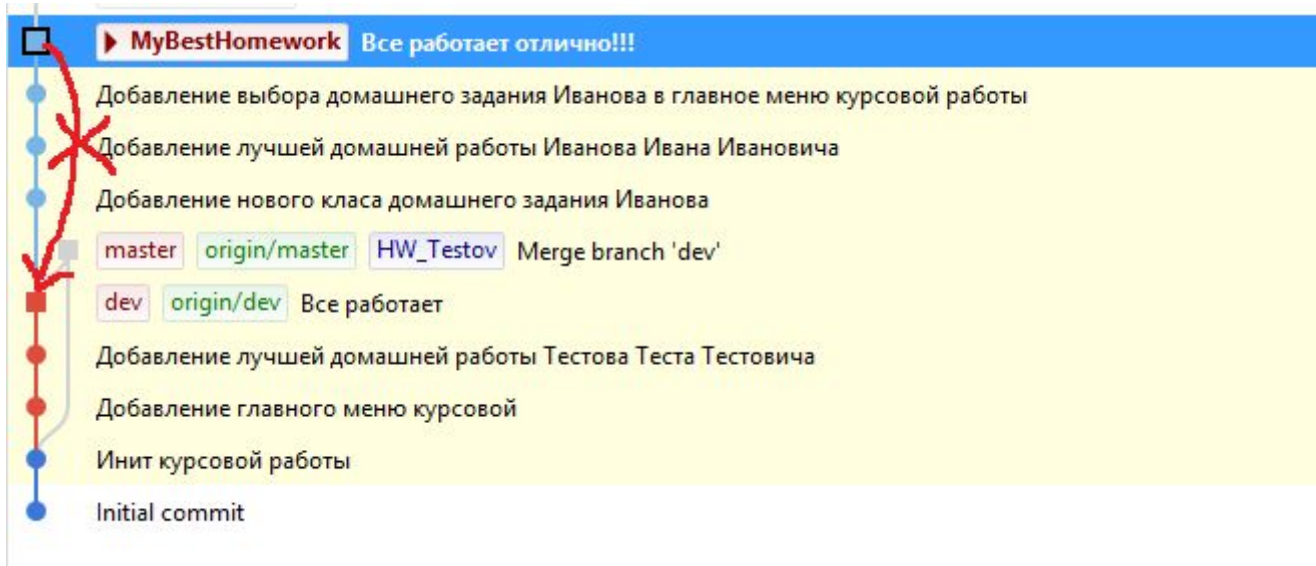 MyBestHomework Все работает отлично!!!
Добавление выбора домашнего задания Иванова в главное меню курсовой работы
Добавление лучшей домашней работы Иванова Ивана Ивановича
Добавление нового класа домашнего задания Иванова
master origin/master HW_Testov Merge branch 'dev'
dev origin/dev Все работает
Добавление лучшей домашней работы Тестова Теста Тестовича
Добавление главного меню курсовой
Инит курсовой работы
Initial commit